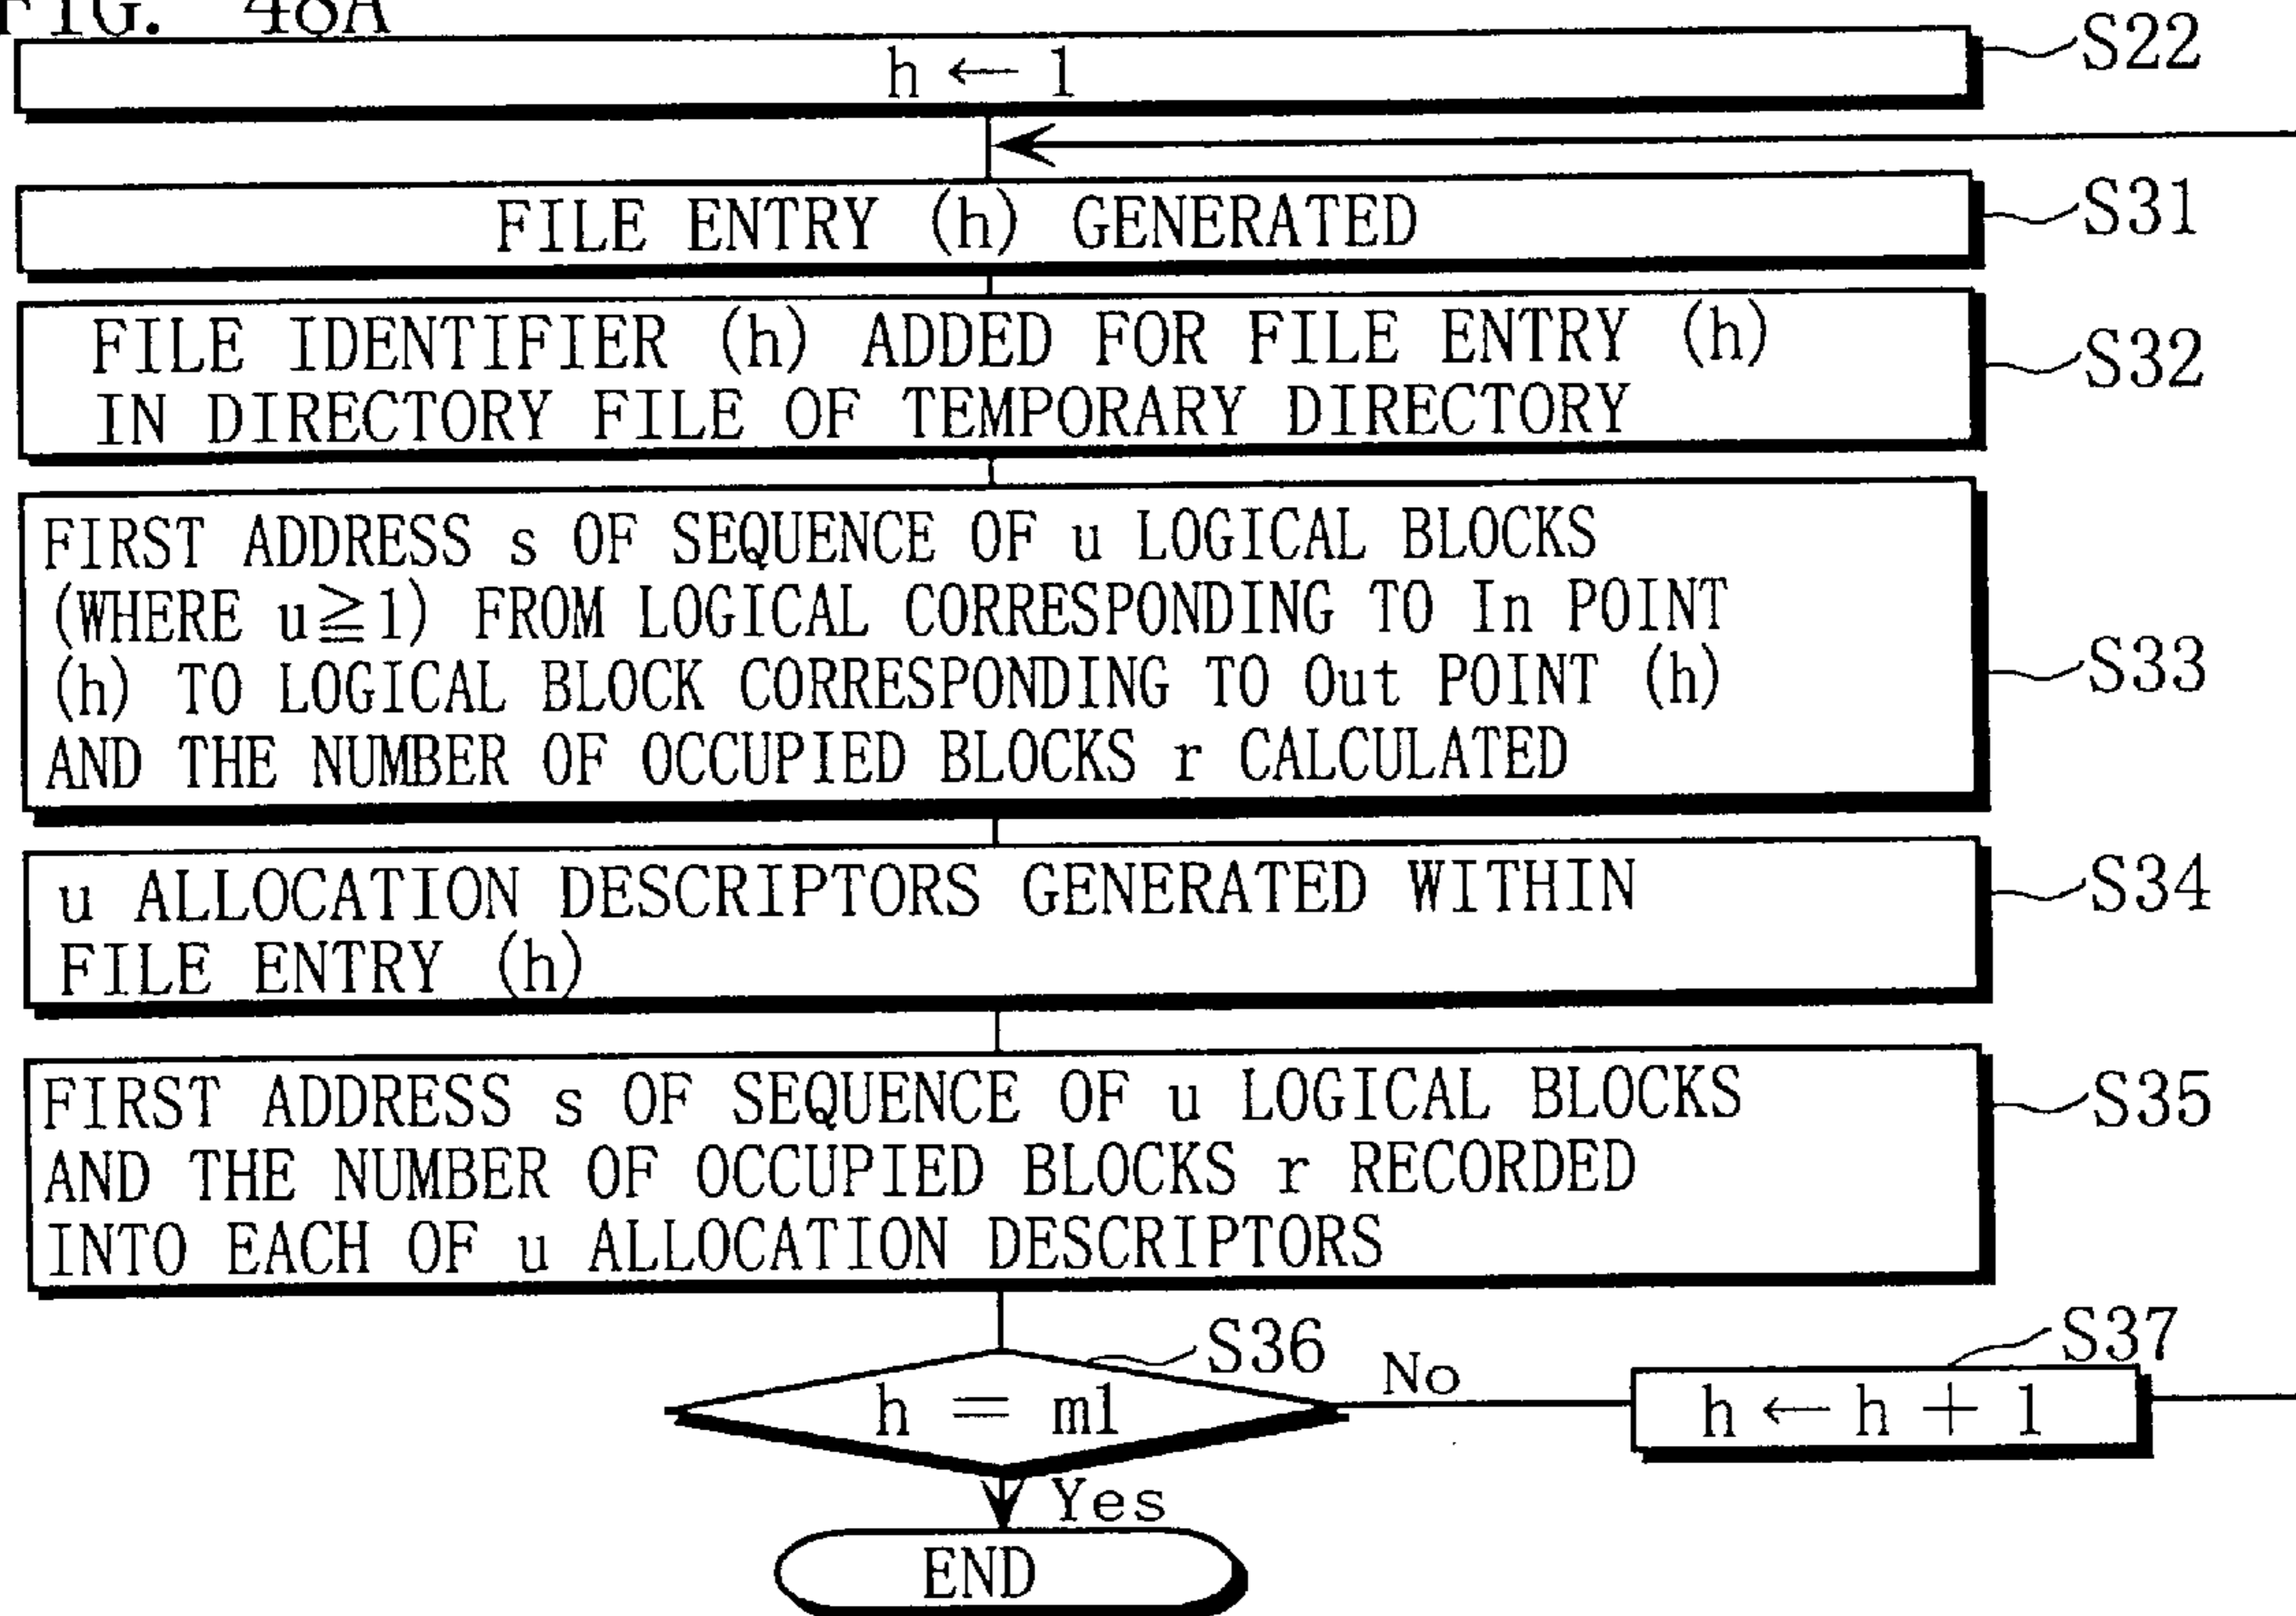 FIG. 48A
h ← 1
S22
FILE ENTRY (h) GENERATED
S31
FILE IDENTIFIER (h) ADDED FOR FILE ENTRY (h)
IN DIRECTORY FILE OF TEMPORARY DIRECTORY
S32
FIRST ADDRESS s OF SEQUENCE OF u LOGICAL BLOCKS
(WHERE u≧1) FROM LOGICAL CORRESPONDING TO In POINT
(h) TO LOGICAL BLOCK CORRESPONDING TO Out POINT (h)
AND THE NUMBER OF OCCUPIED BLOCKS r CALCULATED
S33
u ALLOCATION DESCRIPTORS GENERATED WITHIN
FILE ENTRY (h)
S34
FIRST ADDRESS s OF SEQUENCE OF u LOGICAL BLOCKS
AND THE NUMBER OF OCCUPIED BLOCKS r RECORDED
INTO EACH OF u ALLOCATION DESCRIPTORS
S35
S36
h = m1
No
S37
h ← h + 1
Yes
END